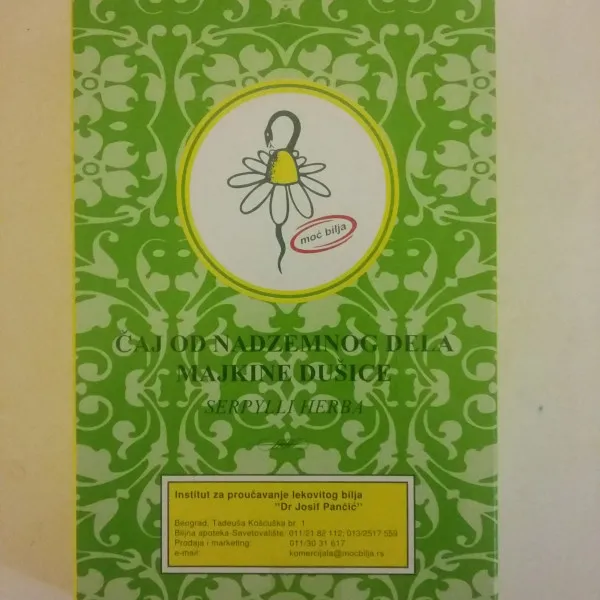 moć bilja
ČAJ OD NADZEMNOG DELA
MAJKINE DUŠICE
SERPYLLI HERBA
Institut za proučavanje lekovitog bilja
"Dr Josif Pančić"
Beograd, Tadeuša Košćuška br. 1
Biljna apoteka-Savetovalište: 011/21 82 112; 013/2517 559
Prodaja i marketing: 011/30 31 617
e-mail: komercijala@mocbilja.rs